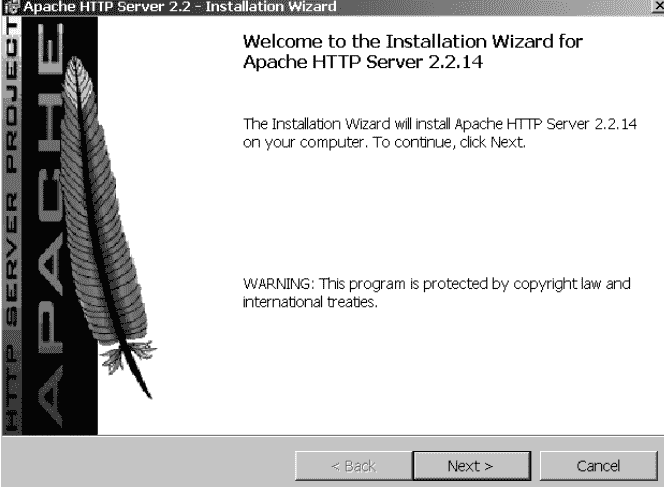 Apache HTTP Server 2.2 - Installation Wizard
HTTP SERVER PROJECT
APACHE
Welcome to the Installation Wizard for
Apache HTTP Server 2.2.14
The Installation Wizard will install Apache HTTP Server 2.2.14
on your computer. To continue, click Next.
WARNING: This program is protected by copyright law and
international treaties.
< Back
Next >
Cancel